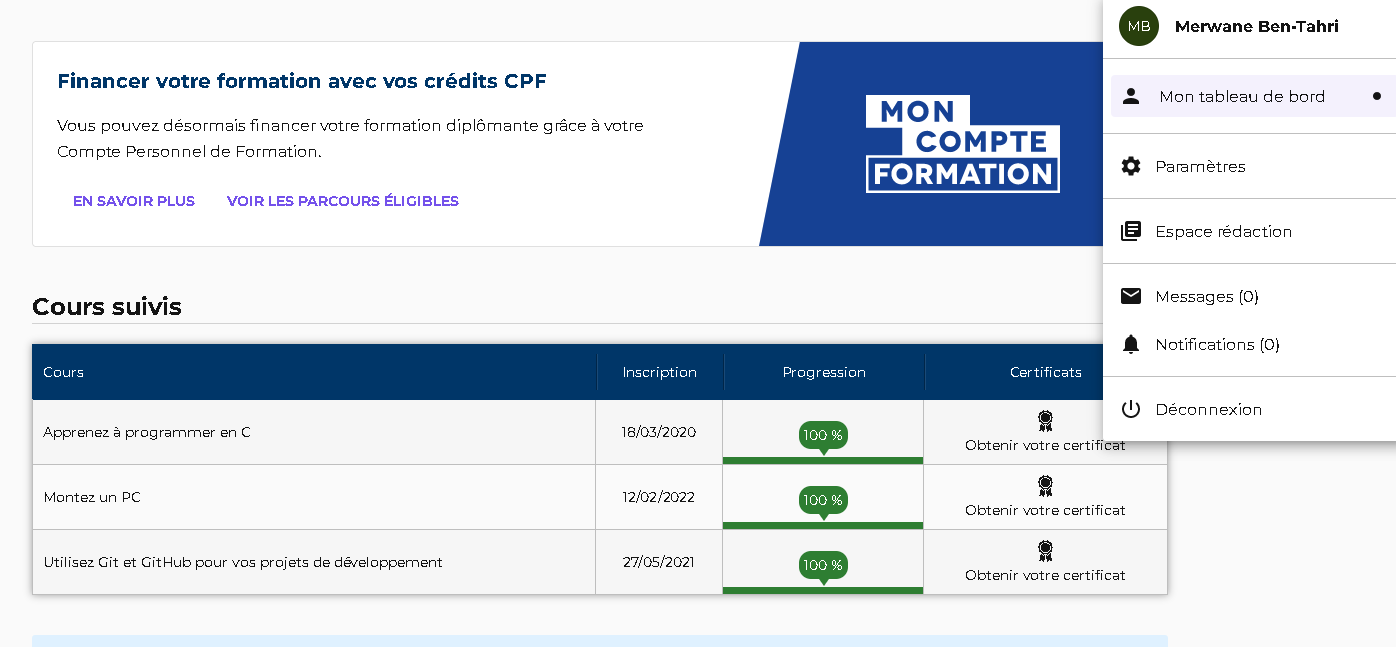 MB Merwane Ben-Tahri
Mon tableau de bord
Paramètres
Espace rédaction
Messages (0)
Notifications (0)
Déconnexion
Financer votre formation avec vos crédits CPF
Vous pouvez désormais financer votre formation diplômante grâce à votre
Compte Personnel de Formation.
EN SAVOIR PLUS VOIR LES PARCOURS ÉLIGIBLES
MON
COMPTE
FORMATION
Cours suivis
Cours Inscription Progression Certificats
Apprenez à programmer en C 18/03/2020 100 % Obtenir votre certificat
Montez un PC 12/02/2022 100 % Obtenir votre certificat
Utilisez Git et GitHub pour vos projets de développement 27/05/2021 100 % Obtenir votre certificat